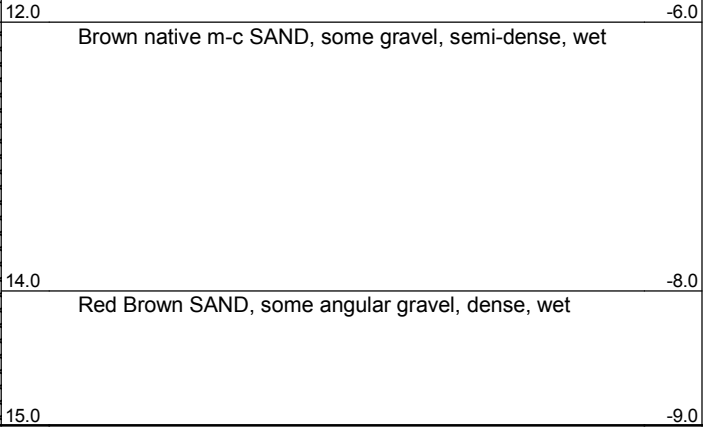 12.0 -6.0
Brown native m-c SAND, some gravel, semi-dense, wet
14.0 -8.0
Red Brown SAND, some angular gravel, dense, wet
15.0 -9.0